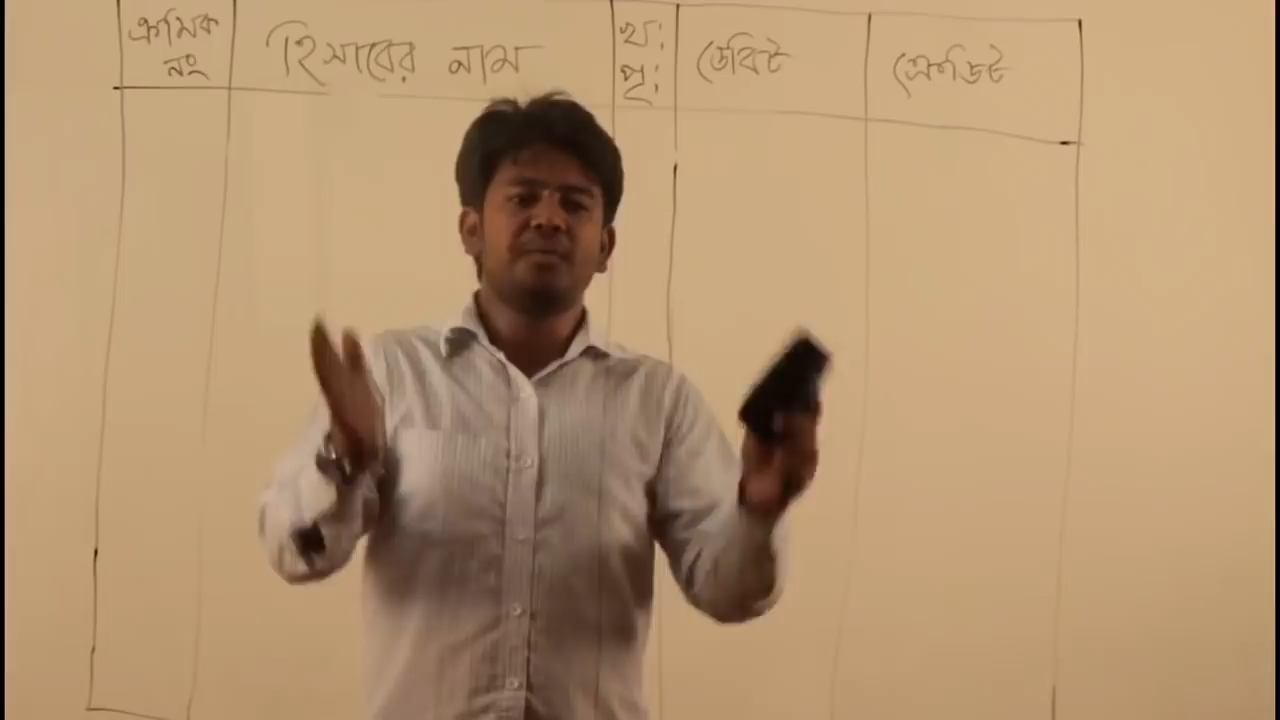 ক্রমিক
নং
হিসাবের নাম
খ:
পৃ:
ডেবিট
ক্রেডিট